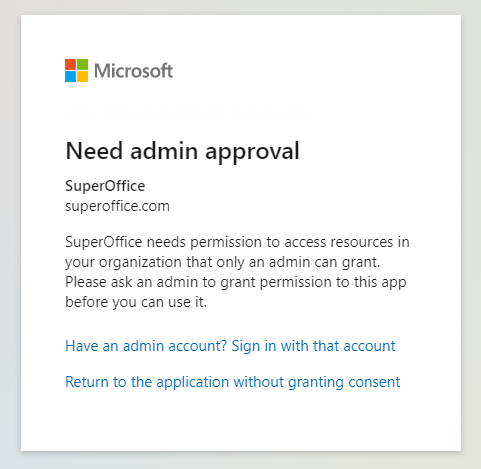 Microsoft
Need admin approval
SuperOffice
superoffice.com
SuperOffice needs permission to access resources in
your organization that only an admin can grant.
Please ask an admin to grant permission to this app
before you can use it.
Have an admin account? Sign in with that account
Return to the application without granting consent